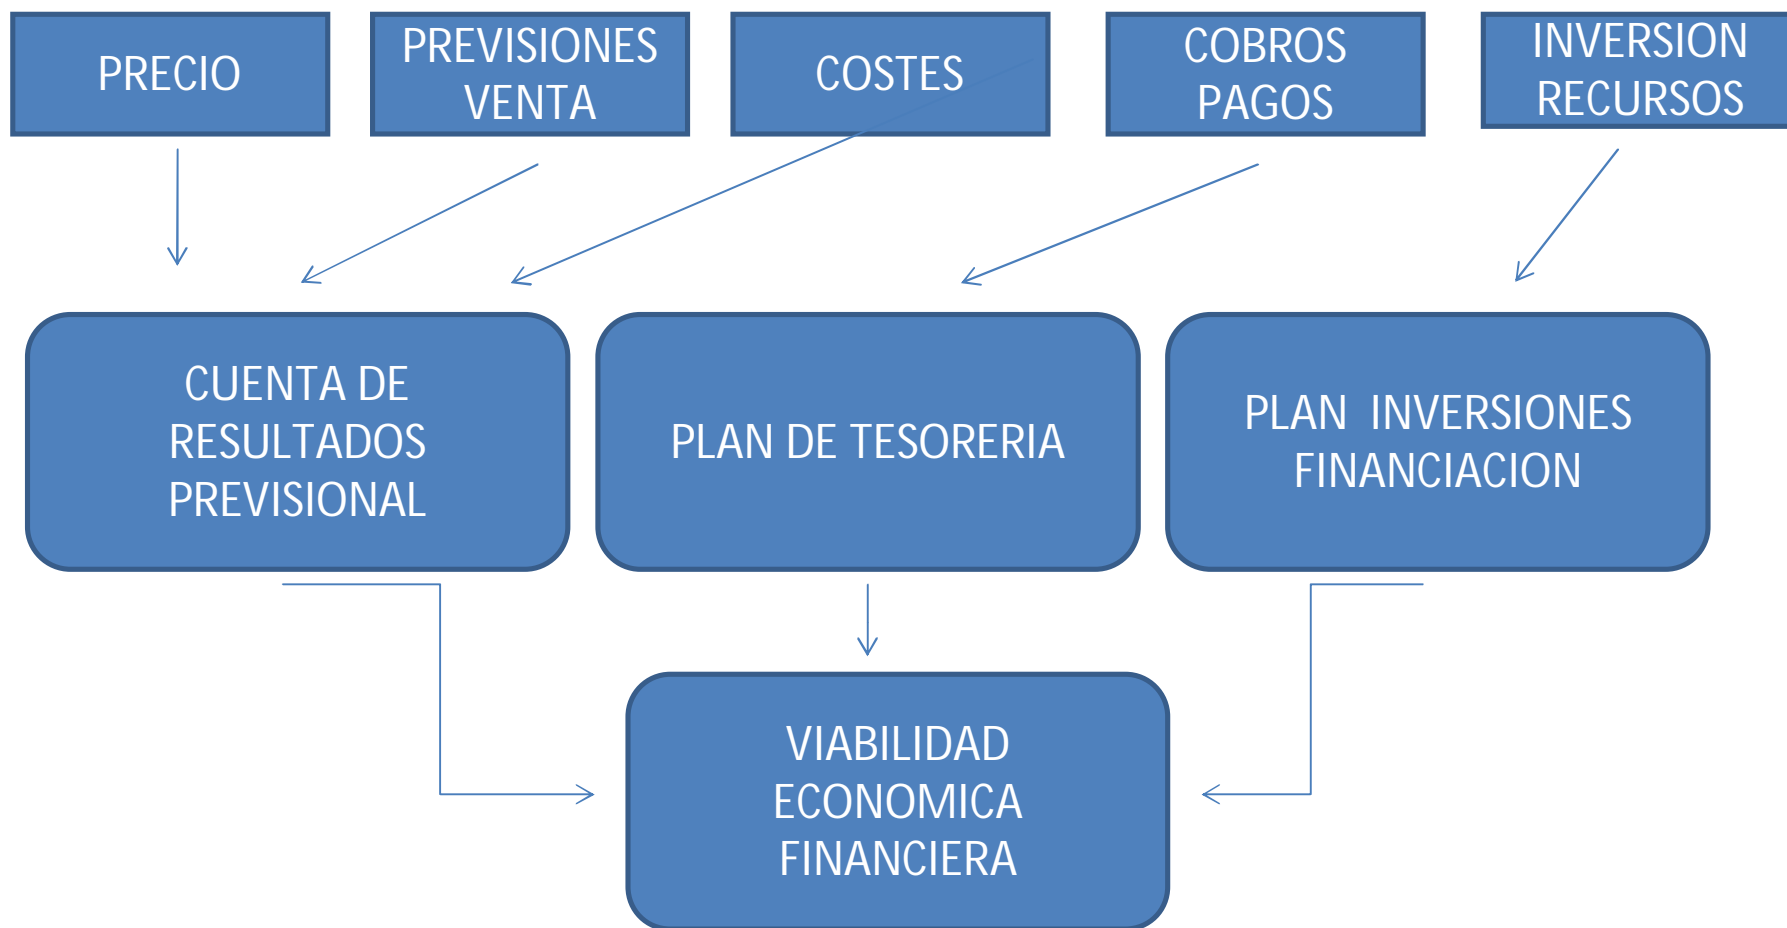 PRECIO
PREVISIONES
VENTA
COSTES
COBROS
PAGOS
INVERSION
RECURSOS
CUENTA DE
RESULTADOS
PREVISIONAL
PLAN DE TESORERIA
PLAN INVERSIONES
FINANCIACION
VIABILIDAD
ECONOMICA
FINANCIERA